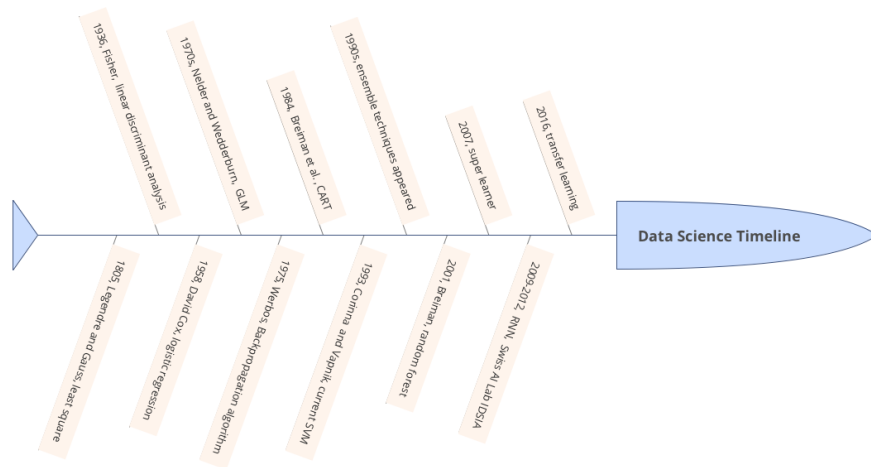 1936, Fisher, linear discriminant analysis
1970s, Nelder and Wedderburn, GLM
1984, Breiman et al., CART
1990s, ensemble techniques appeared
2007, super learner
2016, transfer learning
Data Science Timeline
1805, Legendre and Gauss, least square
1958, David Cox, logistic regression
1975, Werbos, Backpropagation algorithm
1993, Corinna and Vapnik, current SVM
2001, Breiman, random forest
2009-2012, RNN, Swiss AI Lab IDSIA